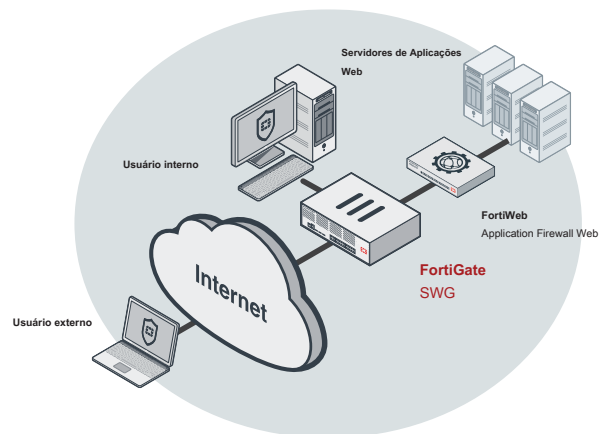 Servidores de Aplicações
Web
Usuário interno
FortiWeb
Application Firewall Web
FortiGate
SWG
Internet
Usuário externo